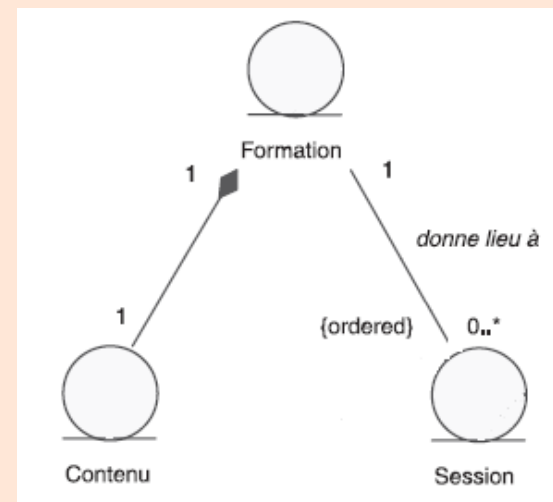 Formation
1
1
donne lieu à
1
{ordered}
0..*
Contenu
Session